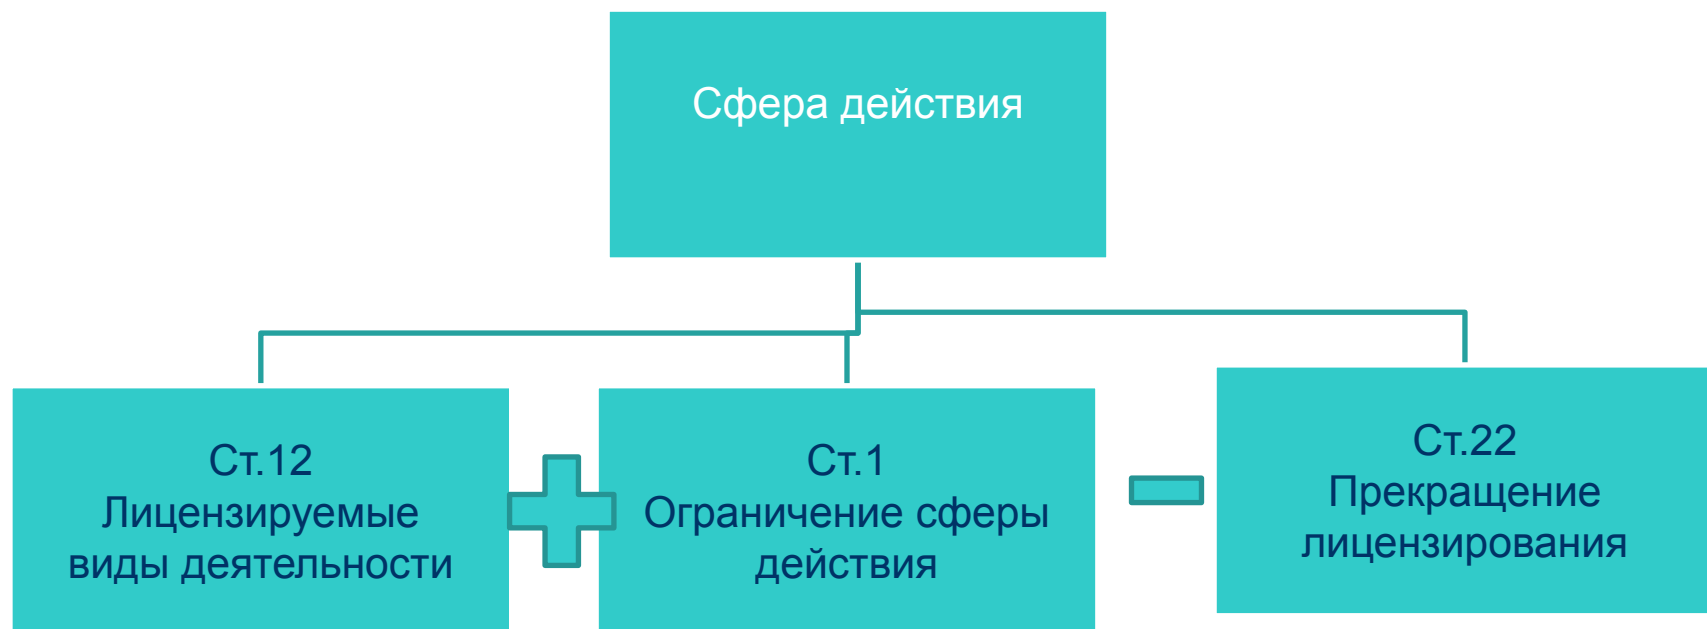 Сфера действия
Ст.12
Лицензируемые
виды деятельности
Ст.1
Ограничение сферы
действия
Ст.22
Прекращение
лицензирования